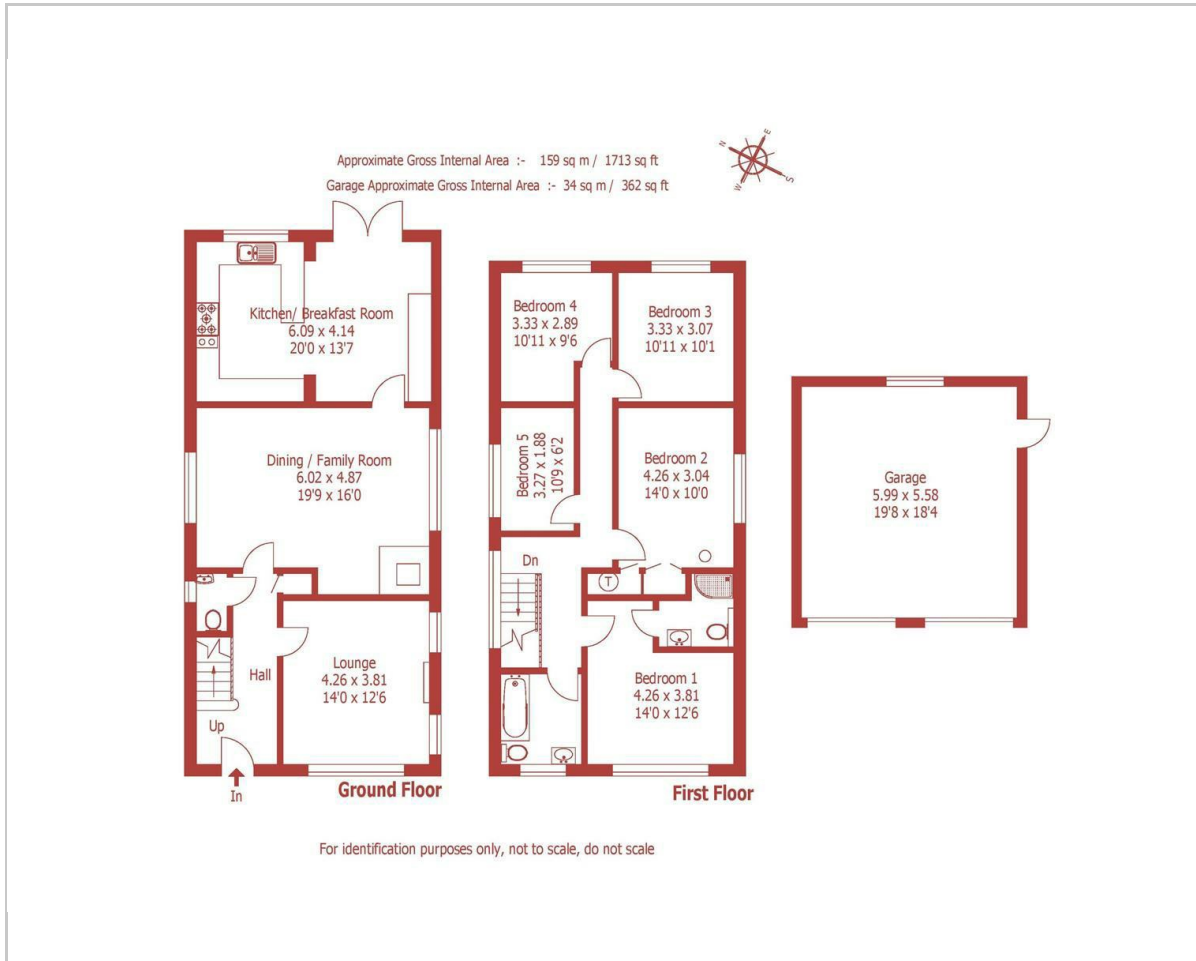 Approximate Gross Internal Area :- 159 sq m / 1713 sq ft
Garage Approximate Gross Internal Area :- 34 sq m / 362 sq ft
N
E
W
S
Kitchen/ Breakfast Room
6.09 x 4.14
20'0 x 13'7
Dining / Family Room
6.02 x 4.87
19'9 x 16'0
Hall
Lounge
4.26 x 3.81
14'0 x 12'6
Up
In
Ground Floor
Bedroom 4
3.33 x 2.89
10'11 x 9'6
Bedroom 3
3.33 x 3.07
10'11 x 10'1
Bedroom 5
3.27 x 1.88
10'9 x 6'2
Bedroom 2
4.26 x 3.04
14'0 x 10'0
Dn
T
Bedroom 1
4.26 x 3.81
14'0 x 12'6
First Floor
Garage
5.99 x 5.58
19'8 x 18'4
For identification purposes only, not to scale, do not scale